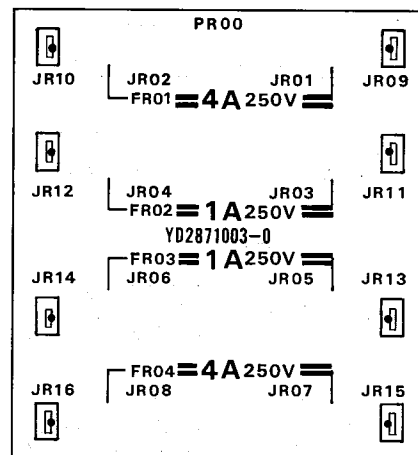 PR00
JR10 JR02 JR01 JR09
FR01 4A 250V
JR12 JR04 JR03 JR11
FR02 1A 250V
YD2871003-0
FR03 1A 250V
JR14 JR06 JR05 JR13
FR04 4A 250V
JR16 JR08 JR07 JR15